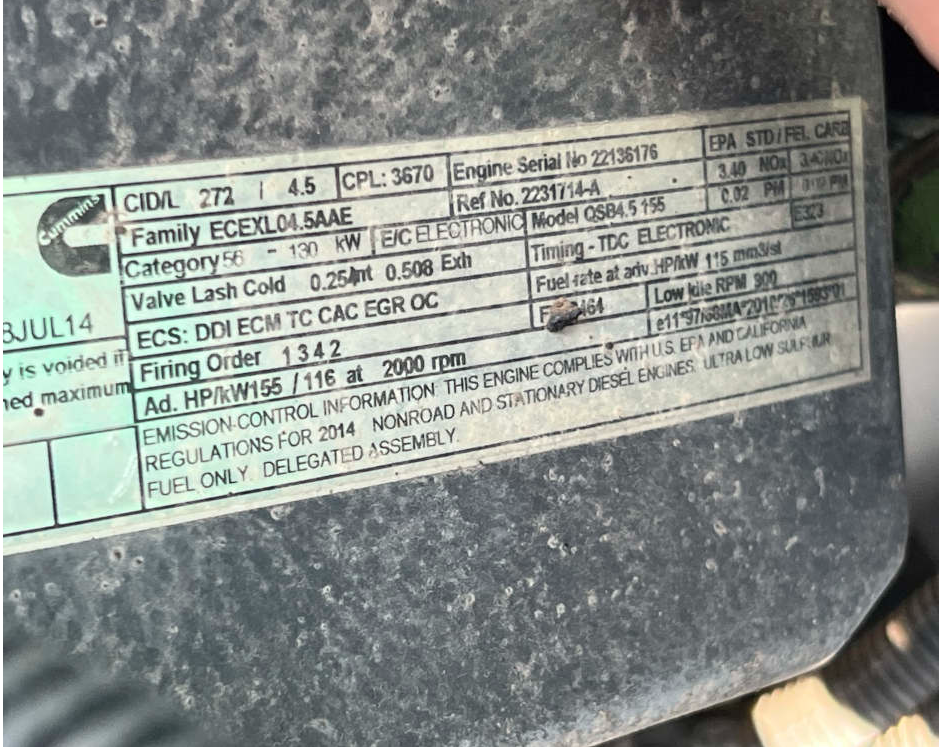 Cummins
CID/L 272 / 4.5
CPL: 3670
Engine Serial No 22136176
EPA STD / FEL CARB
Family ECEXL04.5AAE
Ref No. 2231714-A
3.40 NOx 3.40NOx
Category 56 - 130 kW
E/C ELECTRONIC
Model QSB4.5 155
0.02 PM PM
Valve Lash Cold 0.254Int 0.508 Exh
Timing - TDC ELECTRONIC
E323
ECS: DDI ECM TC CAC EGR OC
Fuel rate at adv.HP/kW 115 mm3/st
Firing Order 1 3 4 2
Low Idle RPM 900
Ad. HP/kW155 / 116 at 2000 rpm
JUL14
y is voided if
ned maximum
EMISSION-CONTROL INFORMATION THIS ENGINE COMPLIES WITH U.S. EPA AND CALIFORNIA
REGULATIONS FOR 2014 NONROAD AND STATIONARY DIESEL ENGINES. ULTRA LOW SULFUR
FUEL ONLY. DELEGATED ASSEMBLY.